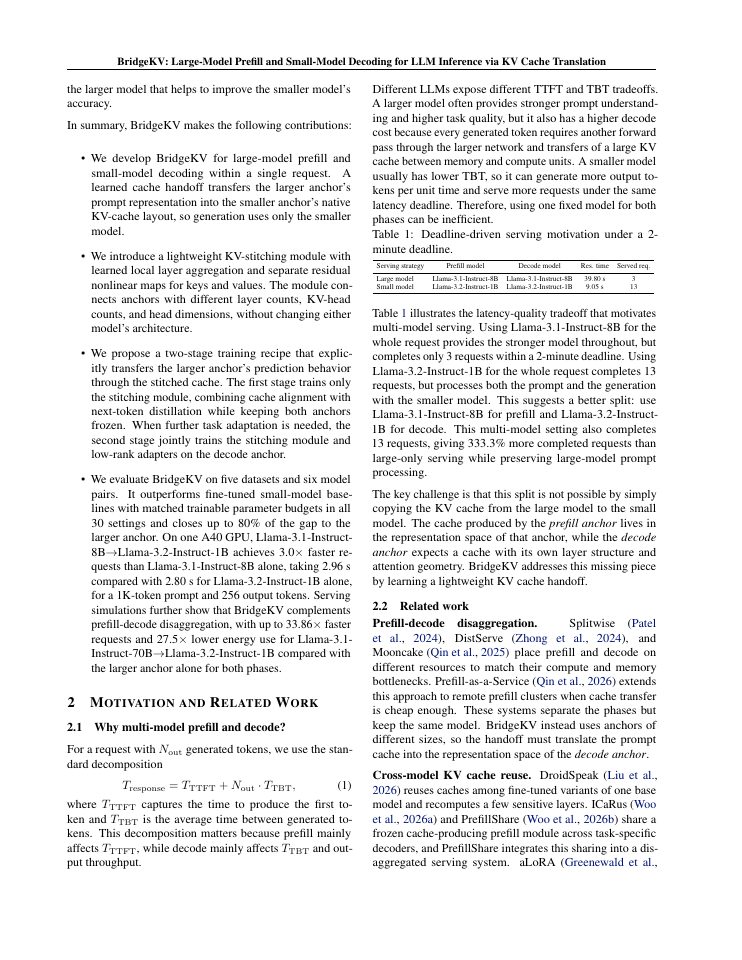 BridgeKV: Large-Model Prefill and Small-Model Decoding for LLM Inference via KV Cache Translation
the larger model that helps to improve the smaller model's
accuracy.
In summary, BridgeKV makes the following contributions:
• We develop BridgeKV for large-model prefill and
small-model decoding within a single request. A
learned cache handoff transfers the larger anchor's
prompt representation into the smaller anchor's native
KV-cache layout, so generation uses only the smaller
model.
• We introduce a lightweight KV-stitching module with
learned local layer aggregation and separate residual
nonlinear maps for keys and values. The module con-
nects anchors with different layer counts, KV-head
counts, and head dimensions, without changing either
model's architecture.
• We propose a two-stage training recipe that explic-
itly transfers the larger anchor's prediction behavior
through the stitched cache. The first stage trains only
the stitching module, combining cache alignment with
next-token distillation while keeping both anchors
frozen. When further task adaptation is needed, the
second stage jointly trains the stitching module and
low-rank adapters on the decode anchor.
• We evaluate BridgeKV on five datasets and six model
pairs. It outperforms fine-tuned small-model base-
lines with matched trainable parameter budgets in all
30 settings and closes up to 80% of the gap to the
larger anchor. On one A40 GPU, Llama-3.1-Instruct-
8B→Llama-3.2-Instruct-1B achieves 3.0× faster re-
quests than Llama-3.1-Instruct-8B alone, taking 2.96 s
compared with 2.80 s for Llama-3.2-Instruct-1B alone,
for a 1K-token prompt and 256 output tokens. Serving
simulations further show that BridgeKV complements
prefill-decode disaggregation, with up to 33.86× faster
requests and 27.5× lower energy use for Llama-3.1-
Instruct-70B→Llama-3.2-Instruct-1B compared with
the larger anchor alone for both phases.
2 MOTIVATION AND RELATED WORK
2.1 Why multi-model prefill and decode?
For a request with N_out generated tokens, we use the stan-
dard decomposition
T_response = T_TTFT + N_out · T_TBT, (1)
where T_TTFT captures the time to produce the first to-
ken and T_TBT is the average time between generated to-
kens. This decomposition matters because prefill mainly
affects T_TTFT, while decode mainly affects T_TBT and out-
put throughput.
Different LLMs expose different TTFT and TBT tradeoffs.
A larger model often provides stronger prompt understand-
ing and higher task quality, but it also has a higher decode
cost because every generated token requires another forward
pass through the larger network and transfers of a large KV
cache between memory and compute units. A smaller model
usually has lower TBT, so it can generate more output to-
kens per unit time and serve more requests under the same
latency deadline. Therefore, using one fixed model for both
phases can be inefficient.
Table 1: Deadline-driven serving motivation under a 2-
minute deadline.
Serving strategy Prefill model Decode model Res. time Served req.
Large model Llama-3.1-Instruct-8B Llama-3.1-Instruct-8B 39.80 s 3
Small model Llama-3.2-Instruct-1B Llama-3.2-Instruct-1B 9.05 s 13
Table 1 illustrates the latency-quality tradeoff that motivates
multi-model serving. Using Llama-3.1-Instruct-8B for the
whole request provides the stronger model throughout, but
completes only 3 requests within a 2-minute deadline. Using
Llama-3.2-Instruct-1B for the whole request completes 13
requests, but processes both the prompt and the generation
with the smaller model. This suggests a better split: use
Llama-3.1-Instruct-8B for prefill and Llama-3.2-Instruct-
1B for decode. This multi-model setting also completes
13 requests, giving 333.3% more completed requests than
large-only serving while preserving large-model prompt
processing.
The key challenge is that this split is not possible by simply
copying the KV cache from the large model to the small
model. The cache produced by the prefill anchor lives in
the representation space of that anchor, while the decode
anchor expects a cache with its own layer structure and
attention geometry. BridgeKV addresses this missing piece
by learning a lightweight KV cache handoff.
2.2 Related work
Prefill-decode disaggregation. Splitwise (Patel
et al., 2024), DistServe (Zhong et al., 2024), and
Mooncake (Qin et al., 2025) place prefill and decode on
different resources to match their compute and memory
bottlenecks. Prefill-as-a-Service (Qin et al., 2026) extends
this approach to remote prefill clusters when cache transfer
is cheap enough. These systems separate the phases but
keep the same model. BridgeKV instead uses anchors of
different sizes, so the handoff must translate the prompt
cache into the representation space of the decode anchor.
Cross-model KV cache reuse. DroidSpeak (Liu et al.,
2026) reuses caches among fine-tuned variants of one base
model and recomputes a few sensitive layers. ICaRus (Woo
et al., 2026a) and PrefillShare (Woo et al., 2026b) share a
frozen cache-producing prefill module across task-specific
decoders, and PrefillShare integrates this sharing into a dis-
aggregated serving system. aLoRA (Greenewald et al.,